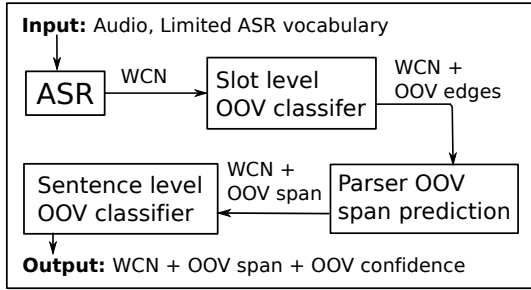 Input: Audio, Limited ASR vocabulary
ASR
WCN
Slot level
OOV classifer
WCN +
OOV edges
Parser OOV
span prediction
WCN +
OOV span
Sentence level
OOV classifier
Output: WCN + OOV span + OOV confidence